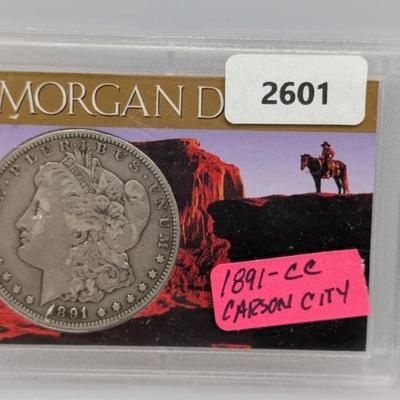 MORGAN D
2601
PLURIBUS UNUM
1891-CC
CARSON CITY
1891